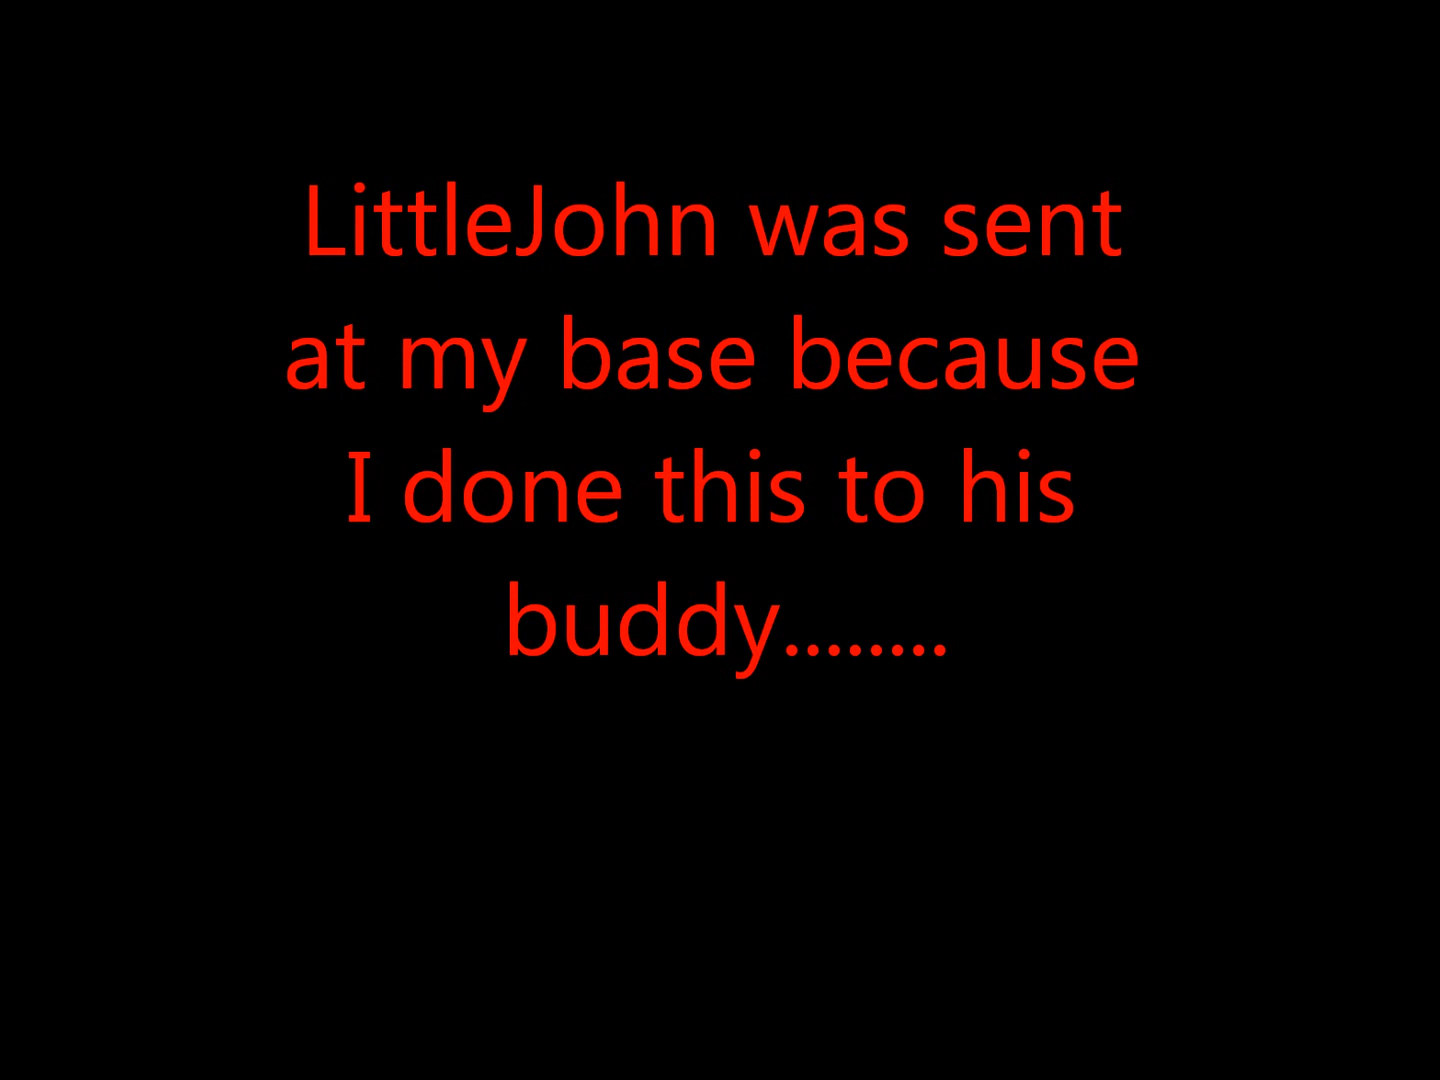 LittleJohn was sent
at my base because
I done this to his
buddy........